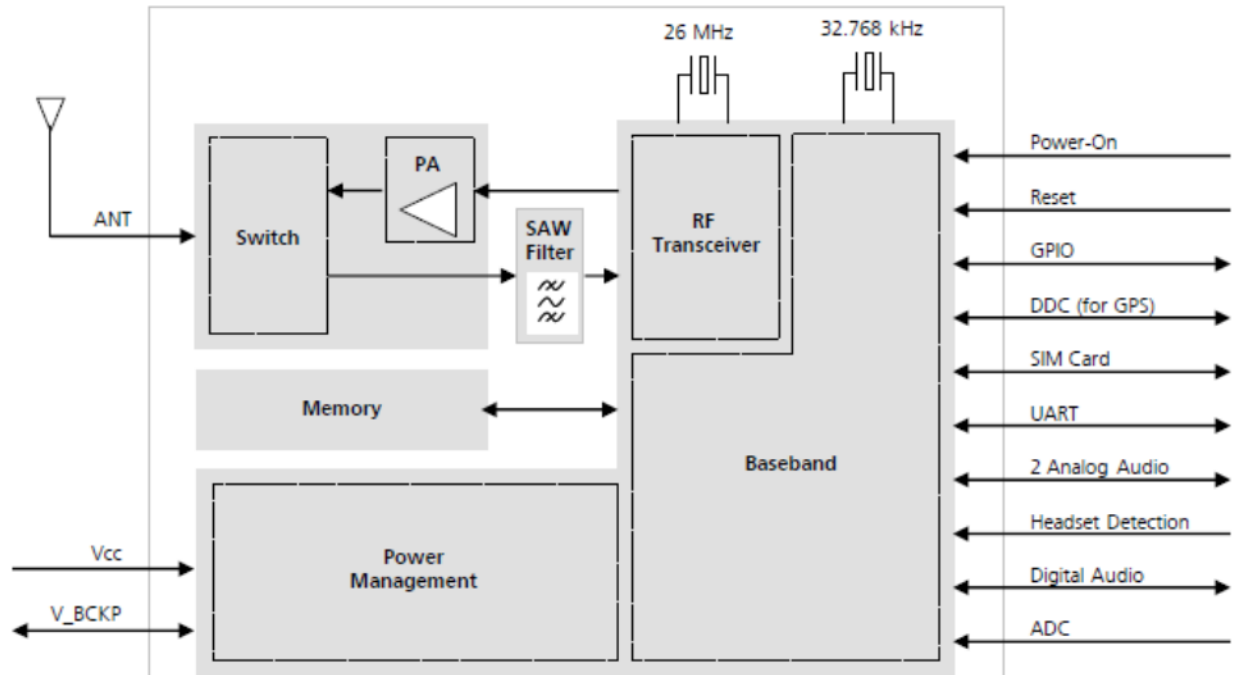 26 MHz
32.768 kHz
ANT
Switch
PA
SAW
Filter
RF
Transceiver
Memory
Baseband
Power
Management
Vcc
V_BCKP
Power-On
Reset
GPIO
DDC (for GPS)
SIM Card
UART
2 Analog Audio
Headset Detection
Digital Audio
ADC